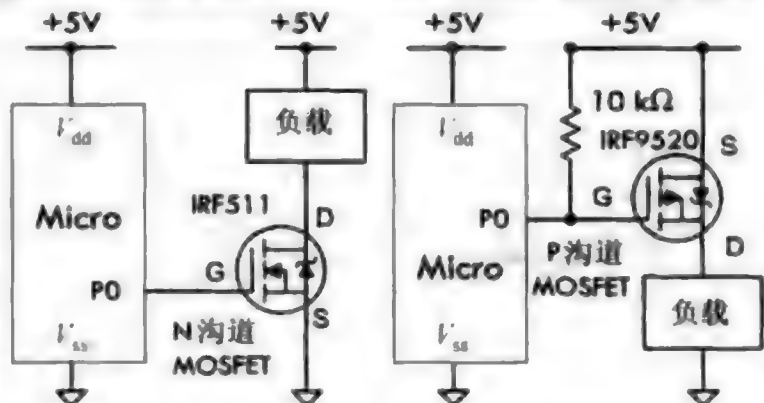 +5V
+5V
V_dd
负载
Micro
IRF511
D
G
P0
S
V_ss
N沟道
MOSFET
+5V
+5V
10 kΩ
V_dd
IRF9520
S
G
P0
Micro
P沟道
MOSFET
D
负载
V_ss